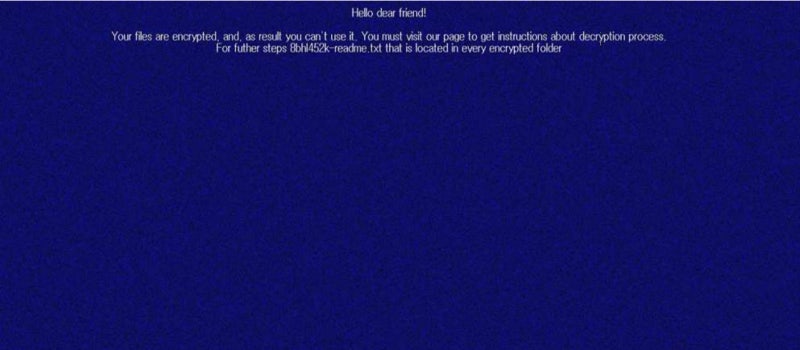 Hello dear friend!
Your files are encrypted, and, as result you can't use it. You must visit our page to get instructions about decryption process.
For futher steps 8bhl452k-readme.txt that is located in every encrypted folder